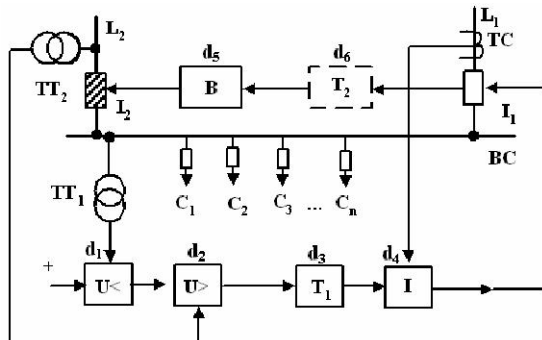 L2
L1
TC
d5
d6
TT2
B
T2
I2
I1
BC
TT1
C1 C2 C3 ... Cn
d1
d2
d3
d4
+
U<
U>
T1
I